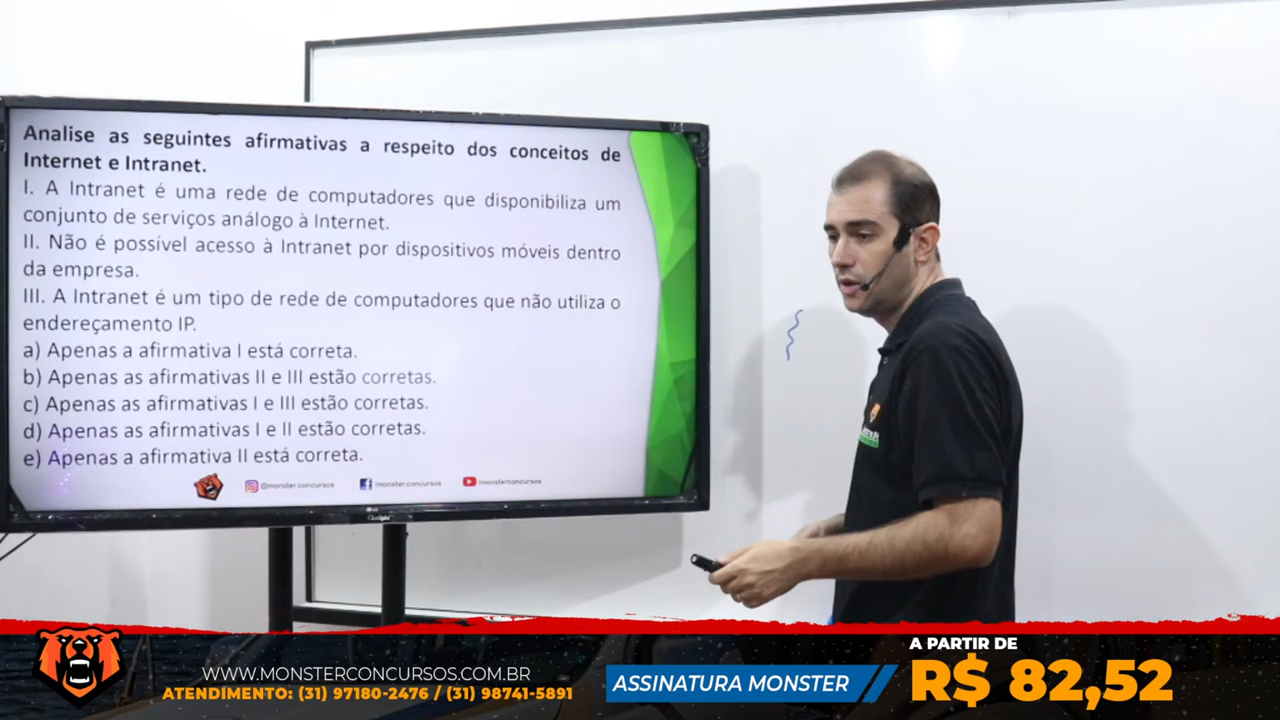 Analise as seguintes afirmativas a respeito dos conceitos de
Internet e Intranet.
I. A Intranet é uma rede de computadores que disponibiliza um
conjunto de serviços análogo à Internet.
II. Não é possível acesso à Intranet por dispositivos móveis dentro
da empresa.
III. A Intranet é um tipo de rede de computadores que não utiliza o
endereçamento IP.
a) Apenas a afirmativa I está correta.
b) Apenas as afirmativas II e III estão corretas.
c) Apenas as afirmativas I e III estão corretas.
d) Apenas as afirmativas I e II estão corretas.
e) Apenas a afirmativa II está correta.
@monster.concursos /monster.concursos /monsterconcursos
WWW.MONSTERCONCURSOS.COM.BR
ATENDIMENTO: (31) 97180-2476 / (31) 98741-5891
ASSINATURA MONSTER
A PARTIR DE
R$ 82,52